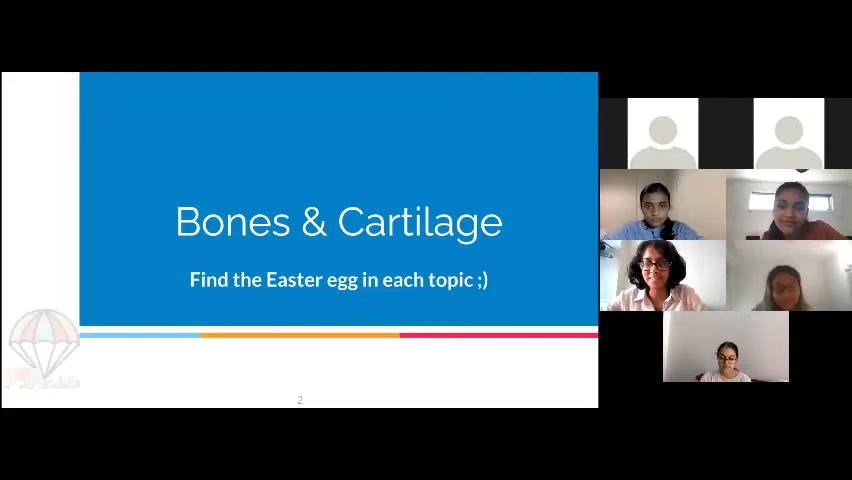 Bones & Cartilage
Find the Easter egg in each topic ;)
2